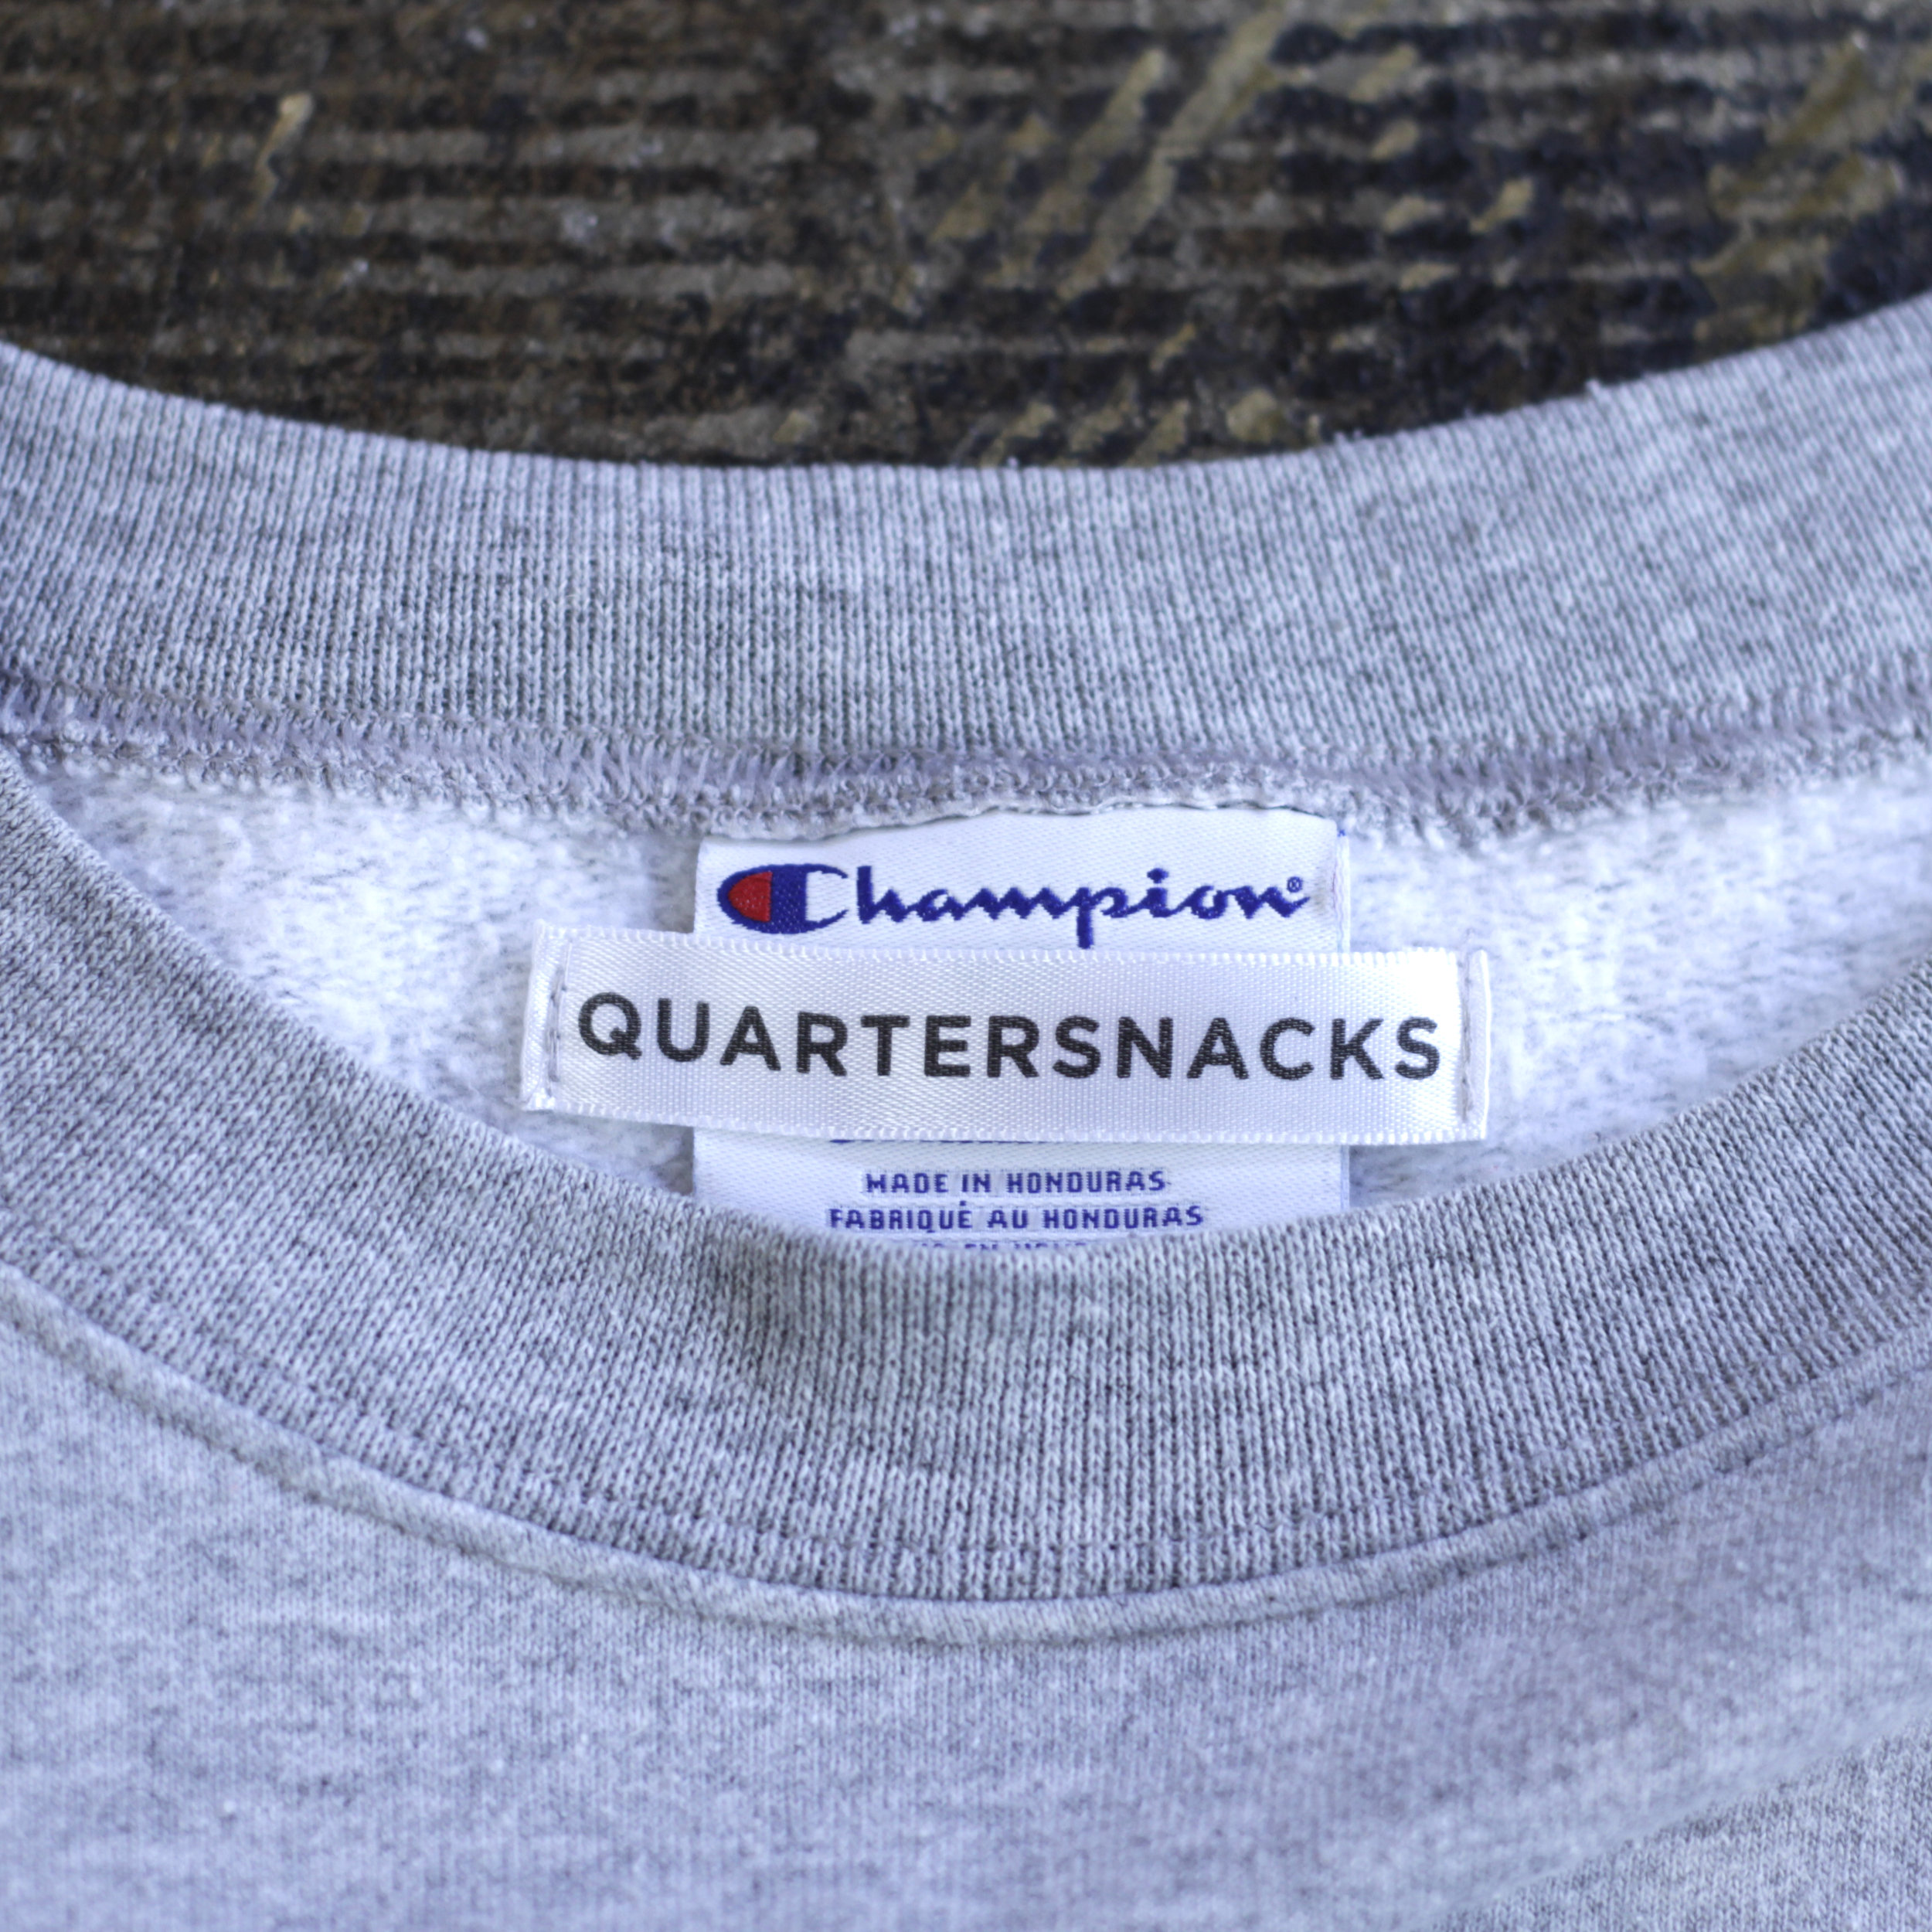 Champion®
QUARTERSNACKS
MADE IN HONDURAS
FABRIQUÉ AU HONDURAS